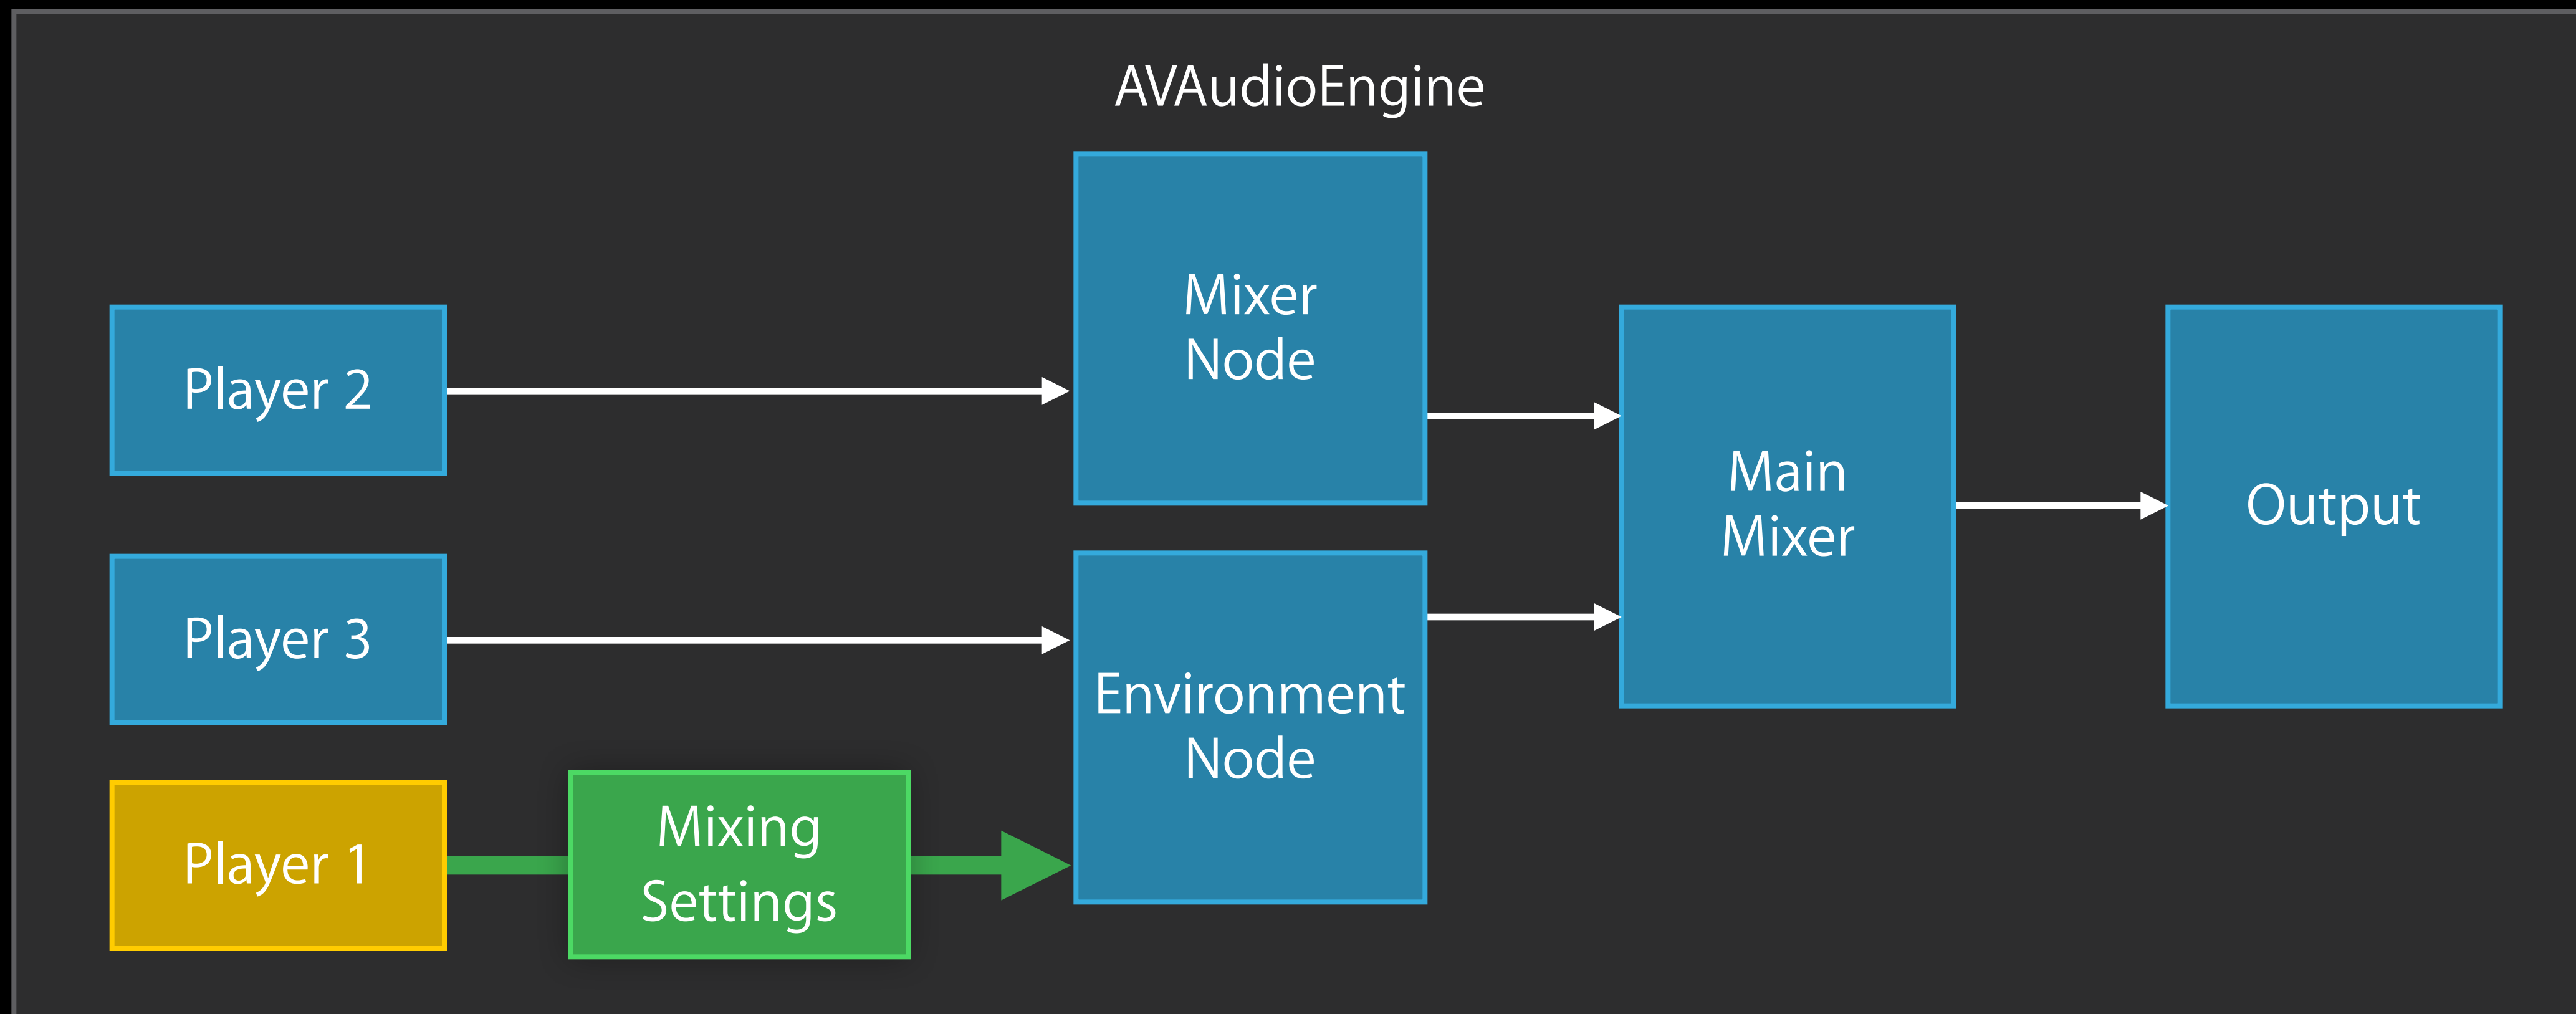 AVAudioEngine
Player 2
Mixer
Node
Main
Mixer
Output
Player 3
Environment
Node
Player 1
Mixing
Settings